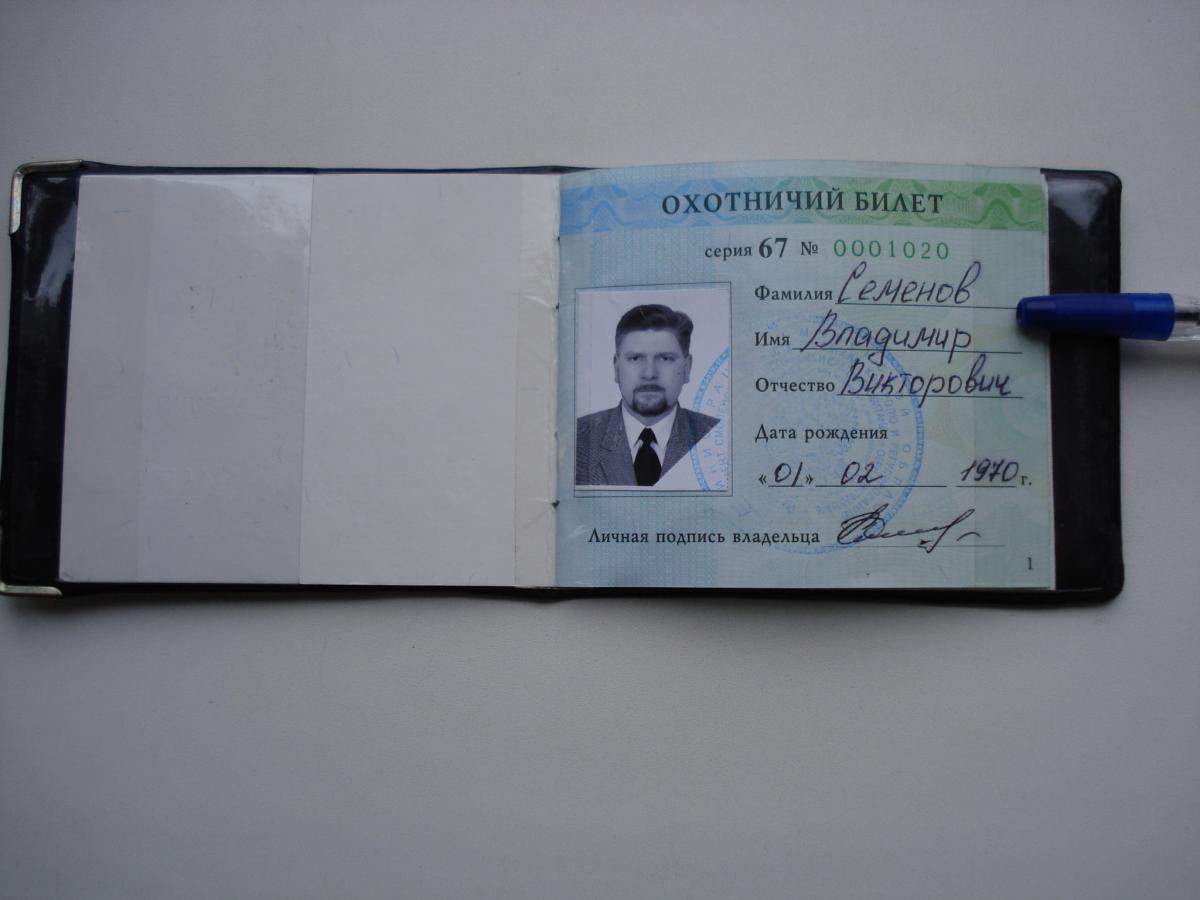 ОХОТНИЧИЙ БИЛЕТ
серия 67 № 0001020
Фамилия Семенов
Имя Владимир
Отчество Викторович
Дата рождения
«01» 02 1970 г.
Личная подпись владельца
1